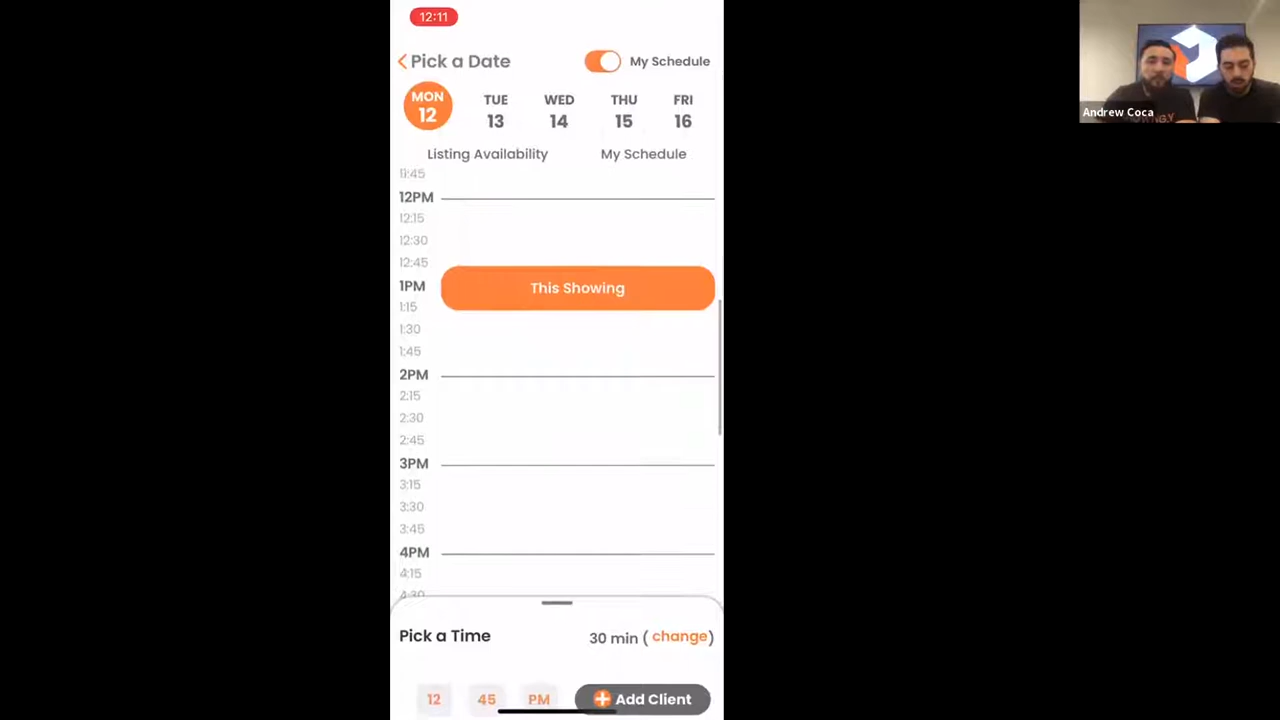 12:11
Pick a Date
My Schedule
MON TUE WED THU FRI
12 13 14 15 16
Listing Availability My Schedule
11:45
12PM
12:15
12:30
12:45
1PM This Showing
1:15
1:30
1:45
2PM
2:15
2:30
2:45
3PM
3:15
3:30
3:45
4PM
4:15
4:30
Pick a Time 30 min ( change )
12 45 PM Add Client
Andrew Coca